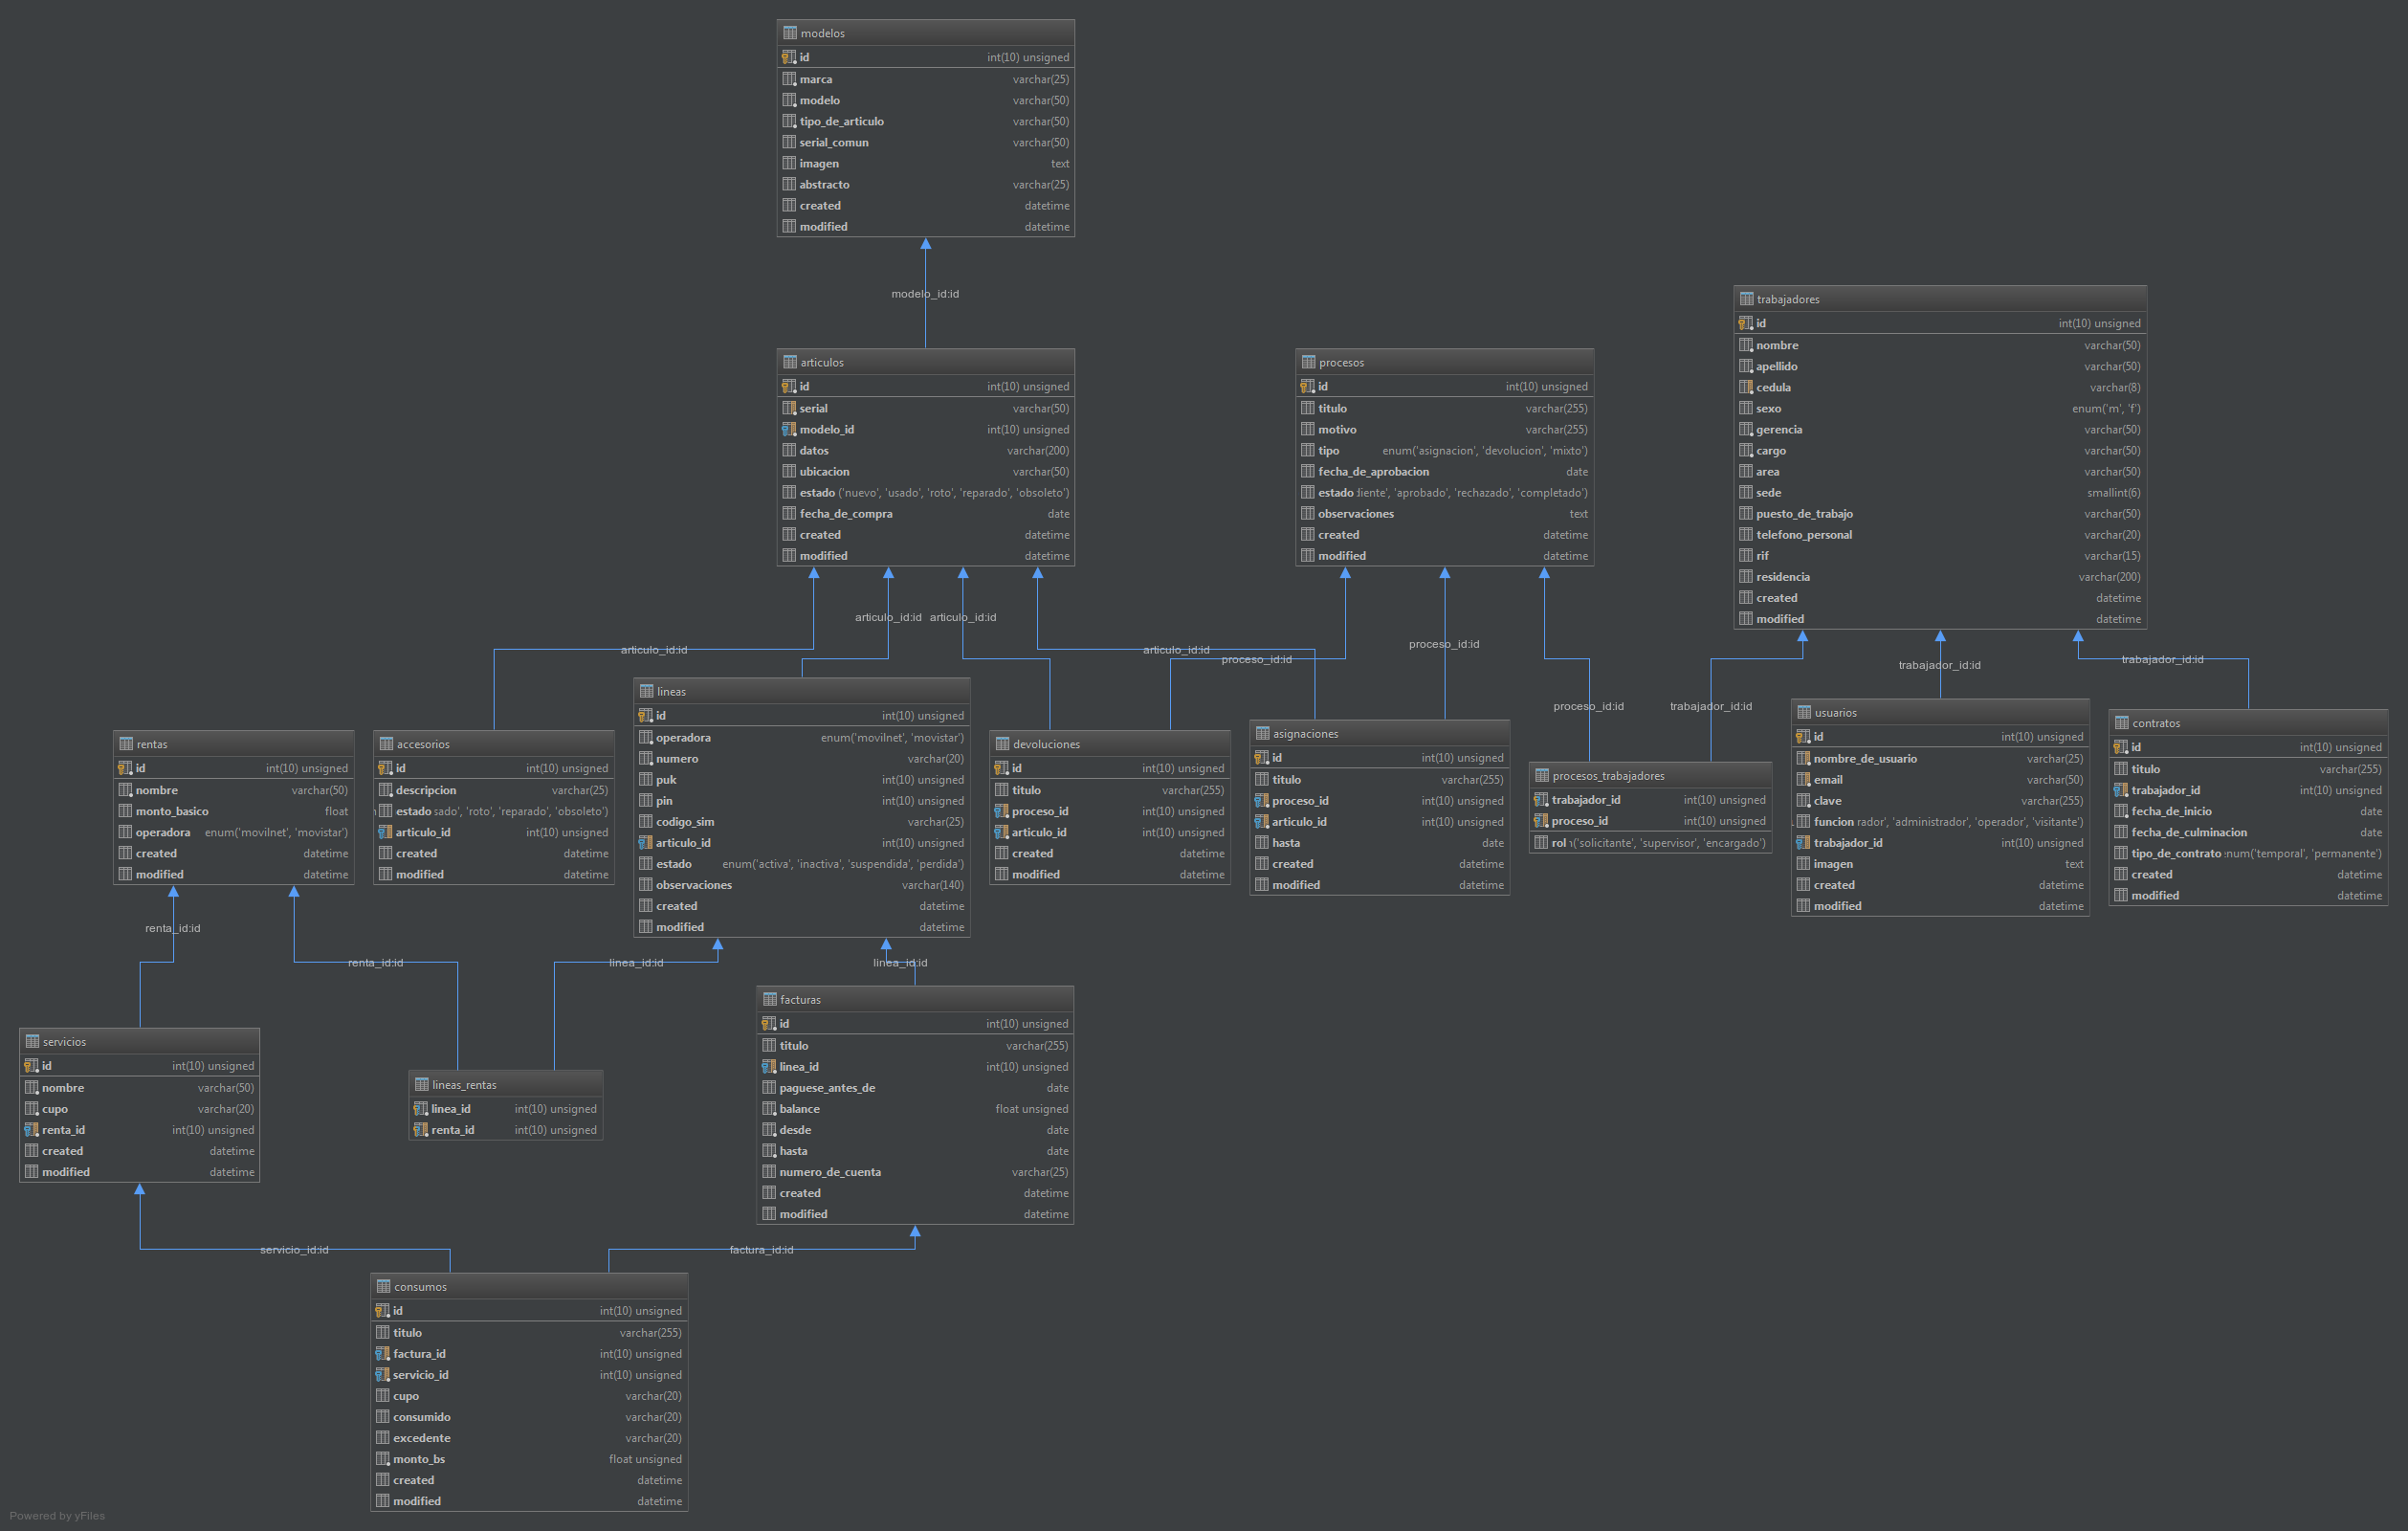 modelos
id int(10) unsigned
marca varchar(25)
modelo varchar(50)
tipo_de_articulo varchar(50)
serial_comun varchar(50)
imagen text
abstracto varchar(25)
created datetime
modified datetime
modelo_id:id
trabajadores
id int(10) unsigned
nombre varchar(50)
apellido varchar(50)
cedula varchar(8)
sexo enum('m', 'f')
gerencia varchar(50)
cargo varchar(50)
area varchar(50)
sede smallint(6)
puesto_de_trabajo varchar(50)
telefono_personal varchar(20)
rif varchar(15)
residencia varchar(200)
created datetime
modified datetime
articulos
id int(10) unsigned
serial varchar(50)
modelo_id int(10) unsigned
datos varchar(200)
ubicacion varchar(50)
estado ('nuevo', 'usado', 'roto', 'reparado', 'obsoleto')
fecha_de_compra date
created datetime
modified datetime
procesos
id int(10) unsigned
titulo varchar(255)
motivo varchar(255)
tipo enum('asignacion', 'devolucion', 'mixto')
fecha_de_aprobacion date
estado diente', 'aprobado', 'rechazado', 'completado')
observaciones text
created datetime
modified datetime
articulo_id:id
articulo_id:id
articulo_id:id
articulo_id:id
proceso_id:id
proceso_id:id
proceso_id:id
trabajador_id:id
trabajador_id:id
trabajador_id:id
rentas
id int(10) unsigned
nombre varchar(50)
monto_basico float
operadora enum('movilnet', 'movistar')
created datetime
modified datetime
accesorios
id int(10) unsigned
descripcion varchar(25)
estado sado', 'roto', 'reparado', 'obsoleto')
articulo_id int(10) unsigned
created datetime
modified datetime
lineas
id int(10) unsigned
operadora enum('movilnet', 'movistar')
numero varchar(20)
puk int(10) unsigned
pin int(10) unsigned
codigo_sim varchar(25)
articulo_id int(10) unsigned
estado enum('activa', 'inactiva', 'suspendida', 'perdida')
observaciones varchar(140)
created datetime
modified datetime
devoluciones
id int(10) unsigned
titulo varchar(255)
proceso_id int(10) unsigned
articulo_id int(10) unsigned
created datetime
modified datetime
asignaciones
id int(10) unsigned
titulo varchar(255)
proceso_id int(10) unsigned
articulo_id int(10) unsigned
hasta date
created datetime
modified datetime
procesos_trabajadores
trabajador_id int(10) unsigned
proceso_id int(10) unsigned
rol ('solicitante', 'supervisor', 'encargado')
usuarios
id int(10) unsigned
nombre_de_usuario varchar(25)
email varchar(50)
clave varchar(255)
funcion rador', 'administrador', 'operador', 'visitante')
trabajador_id int(10) unsigned
imagen text
created datetime
modified datetime
contratos
id int(10) unsigned
titulo varchar(255)
trabajador_id int(10) unsigned
fecha_de_inicio date
fecha_de_culminacion date
tipo_de_contrato enum('temporal', 'permanente')
created datetime
modified datetime
renta_id:id
renta_id:id
linea_id:id
linea_id:id
servicios
id int(10) unsigned
nombre varchar(50)
cupo varchar(20)
renta_id int(10) unsigned
created datetime
modified datetime
lineas_rentas
linea_id int(10) unsigned
renta_id int(10) unsigned
facturas
id int(10) unsigned
titulo varchar(255)
linea_id int(10) unsigned
paguese_antes_de date
balance float unsigned
desde date
hasta date
numero_de_cuenta varchar(25)
created datetime
modified datetime
servicio_id:id
factura_id:id
consumos
id int(10) unsigned
titulo varchar(255)
factura_id int(10) unsigned
servicio_id int(10) unsigned
cupo varchar(20)
consumido varchar(20)
excedente varchar(20)
monto_bs float unsigned
created datetime
modified datetime
Powered by yFiles